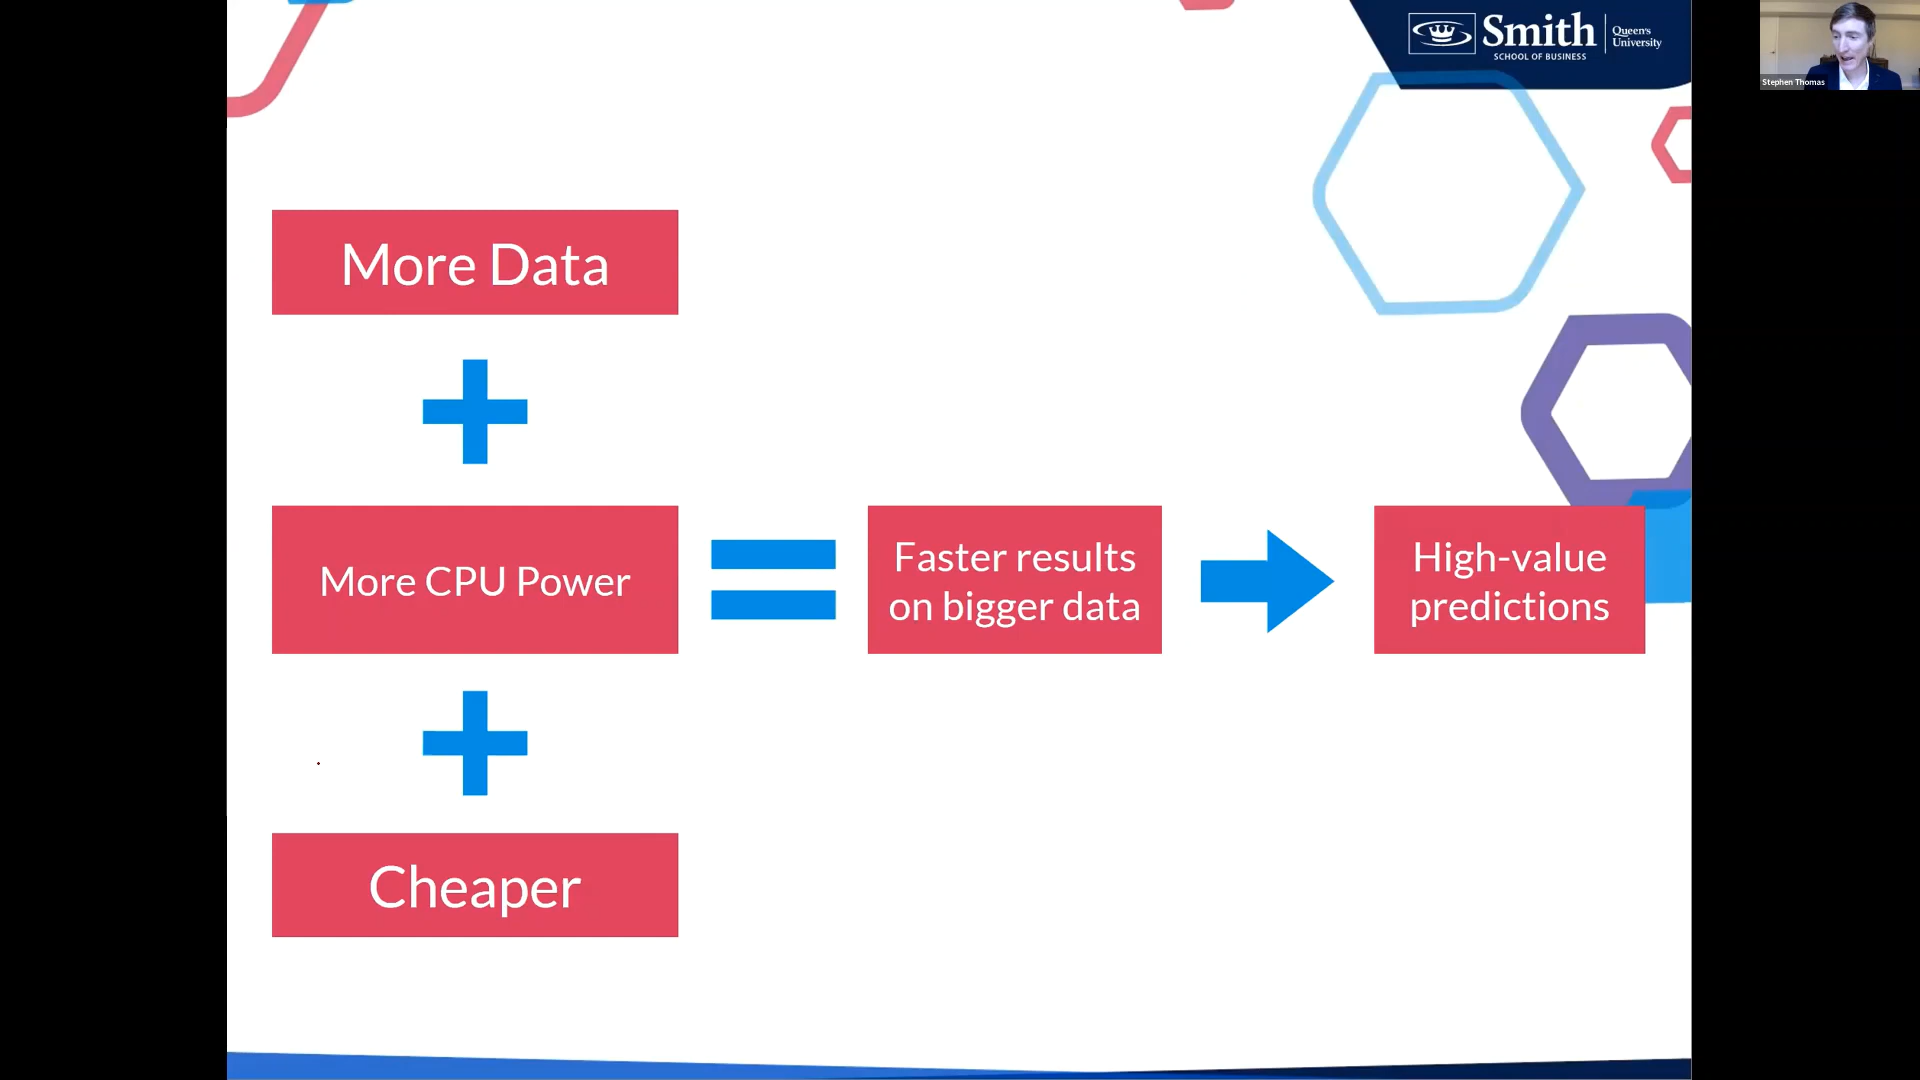 Smith
SCHOOL OF BUSINESS
Queen's
University
Stephen Thomas
More Data
More CPU Power
Faster results
on bigger data
High-value
predictions
Cheaper